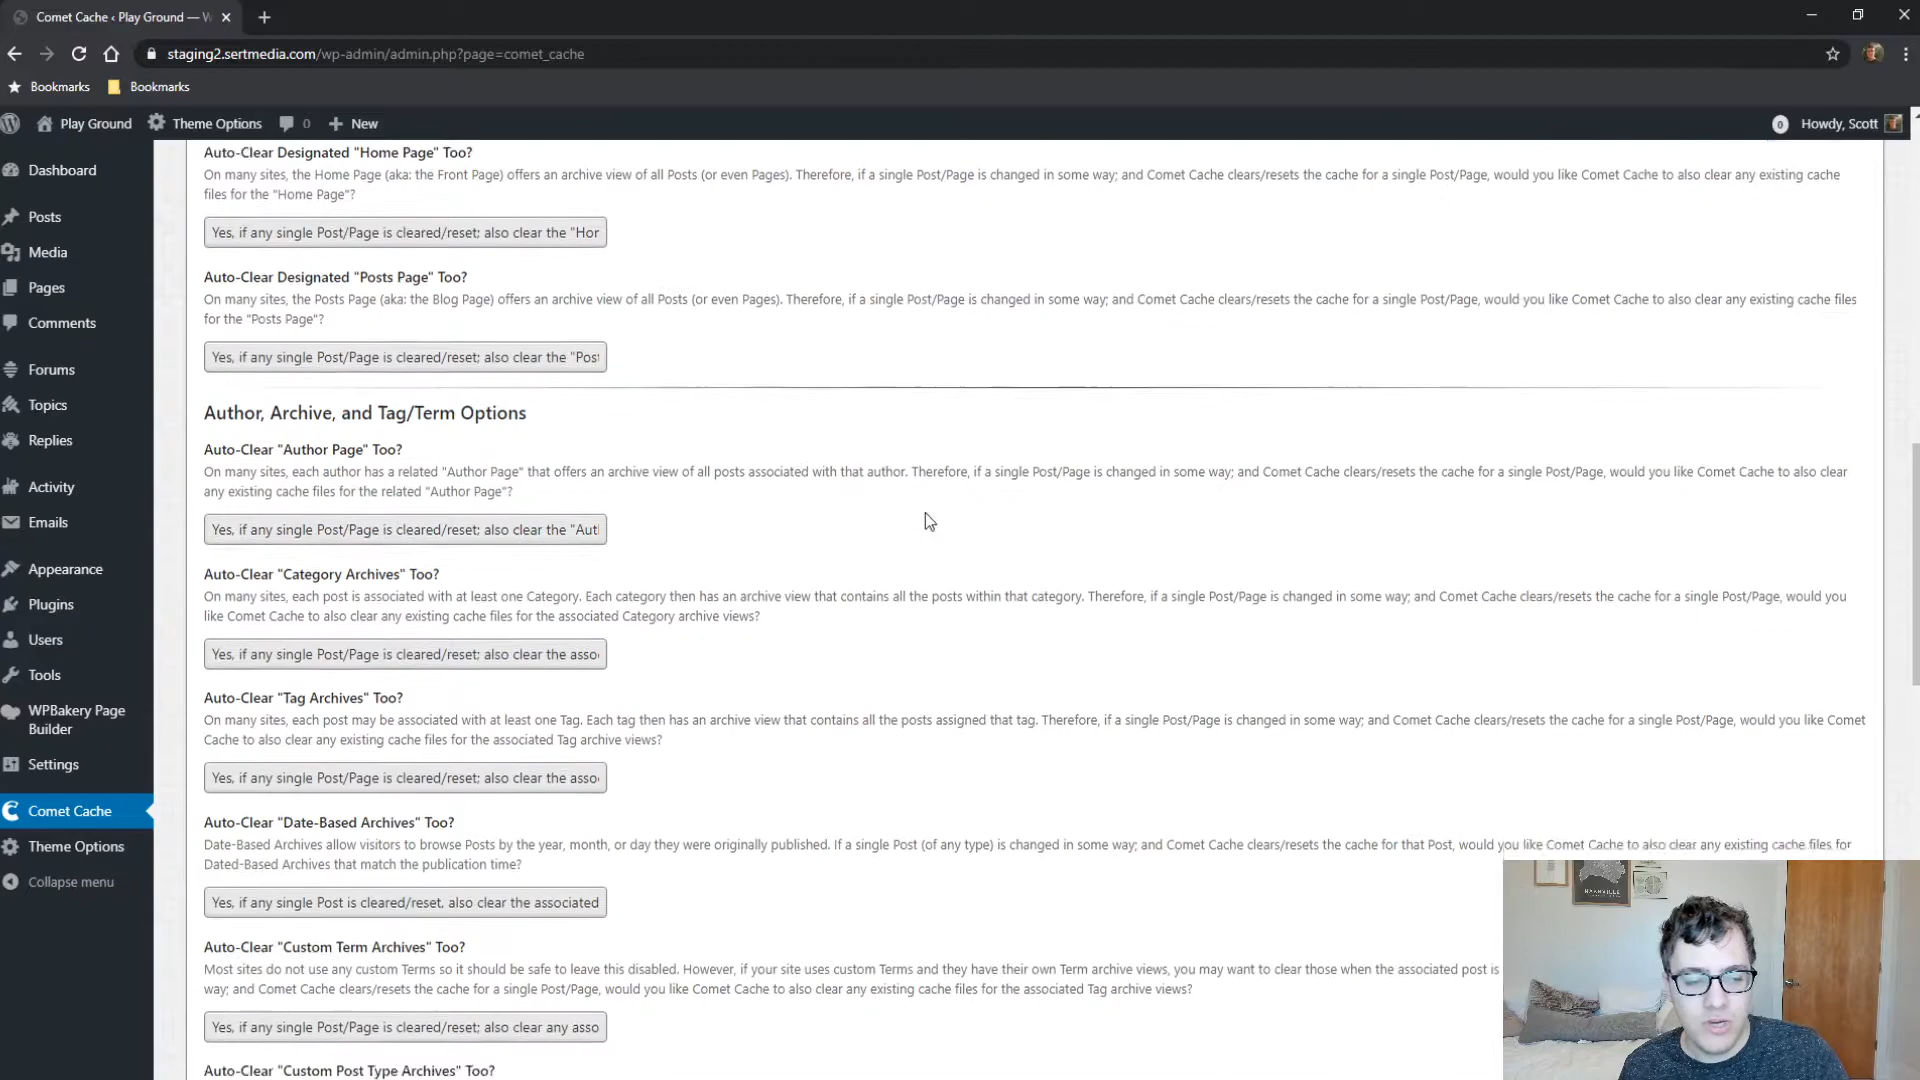 Comet Cache ‹ Play Ground — W
staging2.sertmedia.com/wp-admin/admin.php?page=comet_cache
Bookmarks
Bookmarks
Play Ground
Theme Options
0
New
0
Howdy, Scott
Dashboard
Posts
Media
Pages
Comments
Forums
Topics
Replies
Activity
Emails
Appearance
Plugins
Users
Tools
WPBakery Page
Builder
Settings
Comet Cache
Theme Options
Collapse menu
Auto-Clear Designated "Home Page" Too?
On many sites, the Home Page (aka: the Front Page) offers an archive view of all Posts (or even Pages). Therefore, if a single Post/Page is changed in some way; and Comet Cache clears/resets the cache for a single Post/Page, would you like Comet Cache to also clear any existing cache
files for the "Home Page"?
Yes, if any single Post/Page is cleared/reset; also clear the "Hor
Auto-Clear Designated "Posts Page" Too?
On many sites, the Posts Page (aka: the Blog Page) offers an archive view of all Posts (or even Pages). Therefore, if a single Post/Page is changed in some way; and Comet Cache clears/resets the cache for a single Post/Page, would you like Comet Cache to also clear any existing cache files
for the "Posts Page"?
Yes, if any single Post/Page is cleared/reset; also clear the "Post
Author, Archive, and Tag/Term Options
Auto-Clear "Author Page" Too?
On many sites, each author has a related "Author Page" that offers an archive view of all posts associated with that author. Therefore, if a single Post/Page is changed in some way; and Comet Cache clears/resets the cache for a single Post/Page, would you like Comet Cache to also clear
any existing cache files for the related "Author Page"?
Yes, if any single Post/Page is cleared/reset; also clear the "Aut
Auto-Clear "Category Archives" Too?
On many sites, each post is associated with at least one Category. Each category then has an archive view that contains all the posts within that category. Therefore, if a single Post/Page is changed in some way; and Comet Cache clears/resets the cache for a single Post/Page, would you
like Comet Cache to also clear any existing cache files for the associated Category archive views?
Yes, if any single Post/Page is cleared/reset; also clear the asso
Auto-Clear "Tag Archives" Too?
On many sites, each post may be associated with at least one Tag. Each tag then has an archive view that contains all the posts assigned that tag. Therefore, if a single Post/Page is changed in some way; and Comet Cache clears/resets the cache for a single Post/Page, would you like Comet
Cache to also clear any existing cache files for the associated Tag archive views?
Yes, if any single Post/Page is cleared/reset; also clear the asso
Auto-Clear "Date-Based Archives" Too?
Date-Based Archives allow visitors to browse Posts by the year, month, or day they were originally published. If a single Post (of any type) is changed in some way; and Comet Cache clears/resets the cache for that Post, would you like Comet Cache to also clear any existing cache files for
Dated-Based Archives that match the publication time?
Yes, if any single Post is cleared/reset, also clear the associated
Auto-Clear "Custom Term Archives" Too?
Most sites do not use any custom Terms so it should be safe to leave this disabled. However, if your site uses custom Terms and they have their own Term archive views, you may want to clear those when the associated post is
way; and Comet Cache clears/resets the cache for a single Post/Page, would you like Comet Cache to also clear any existing cache files for the associated Tag archive views?
Yes, if any single Post/Page is cleared/reset; also clear any asso
Auto-Clear "Custom Post Type Archives" Too?
NASHVILLE